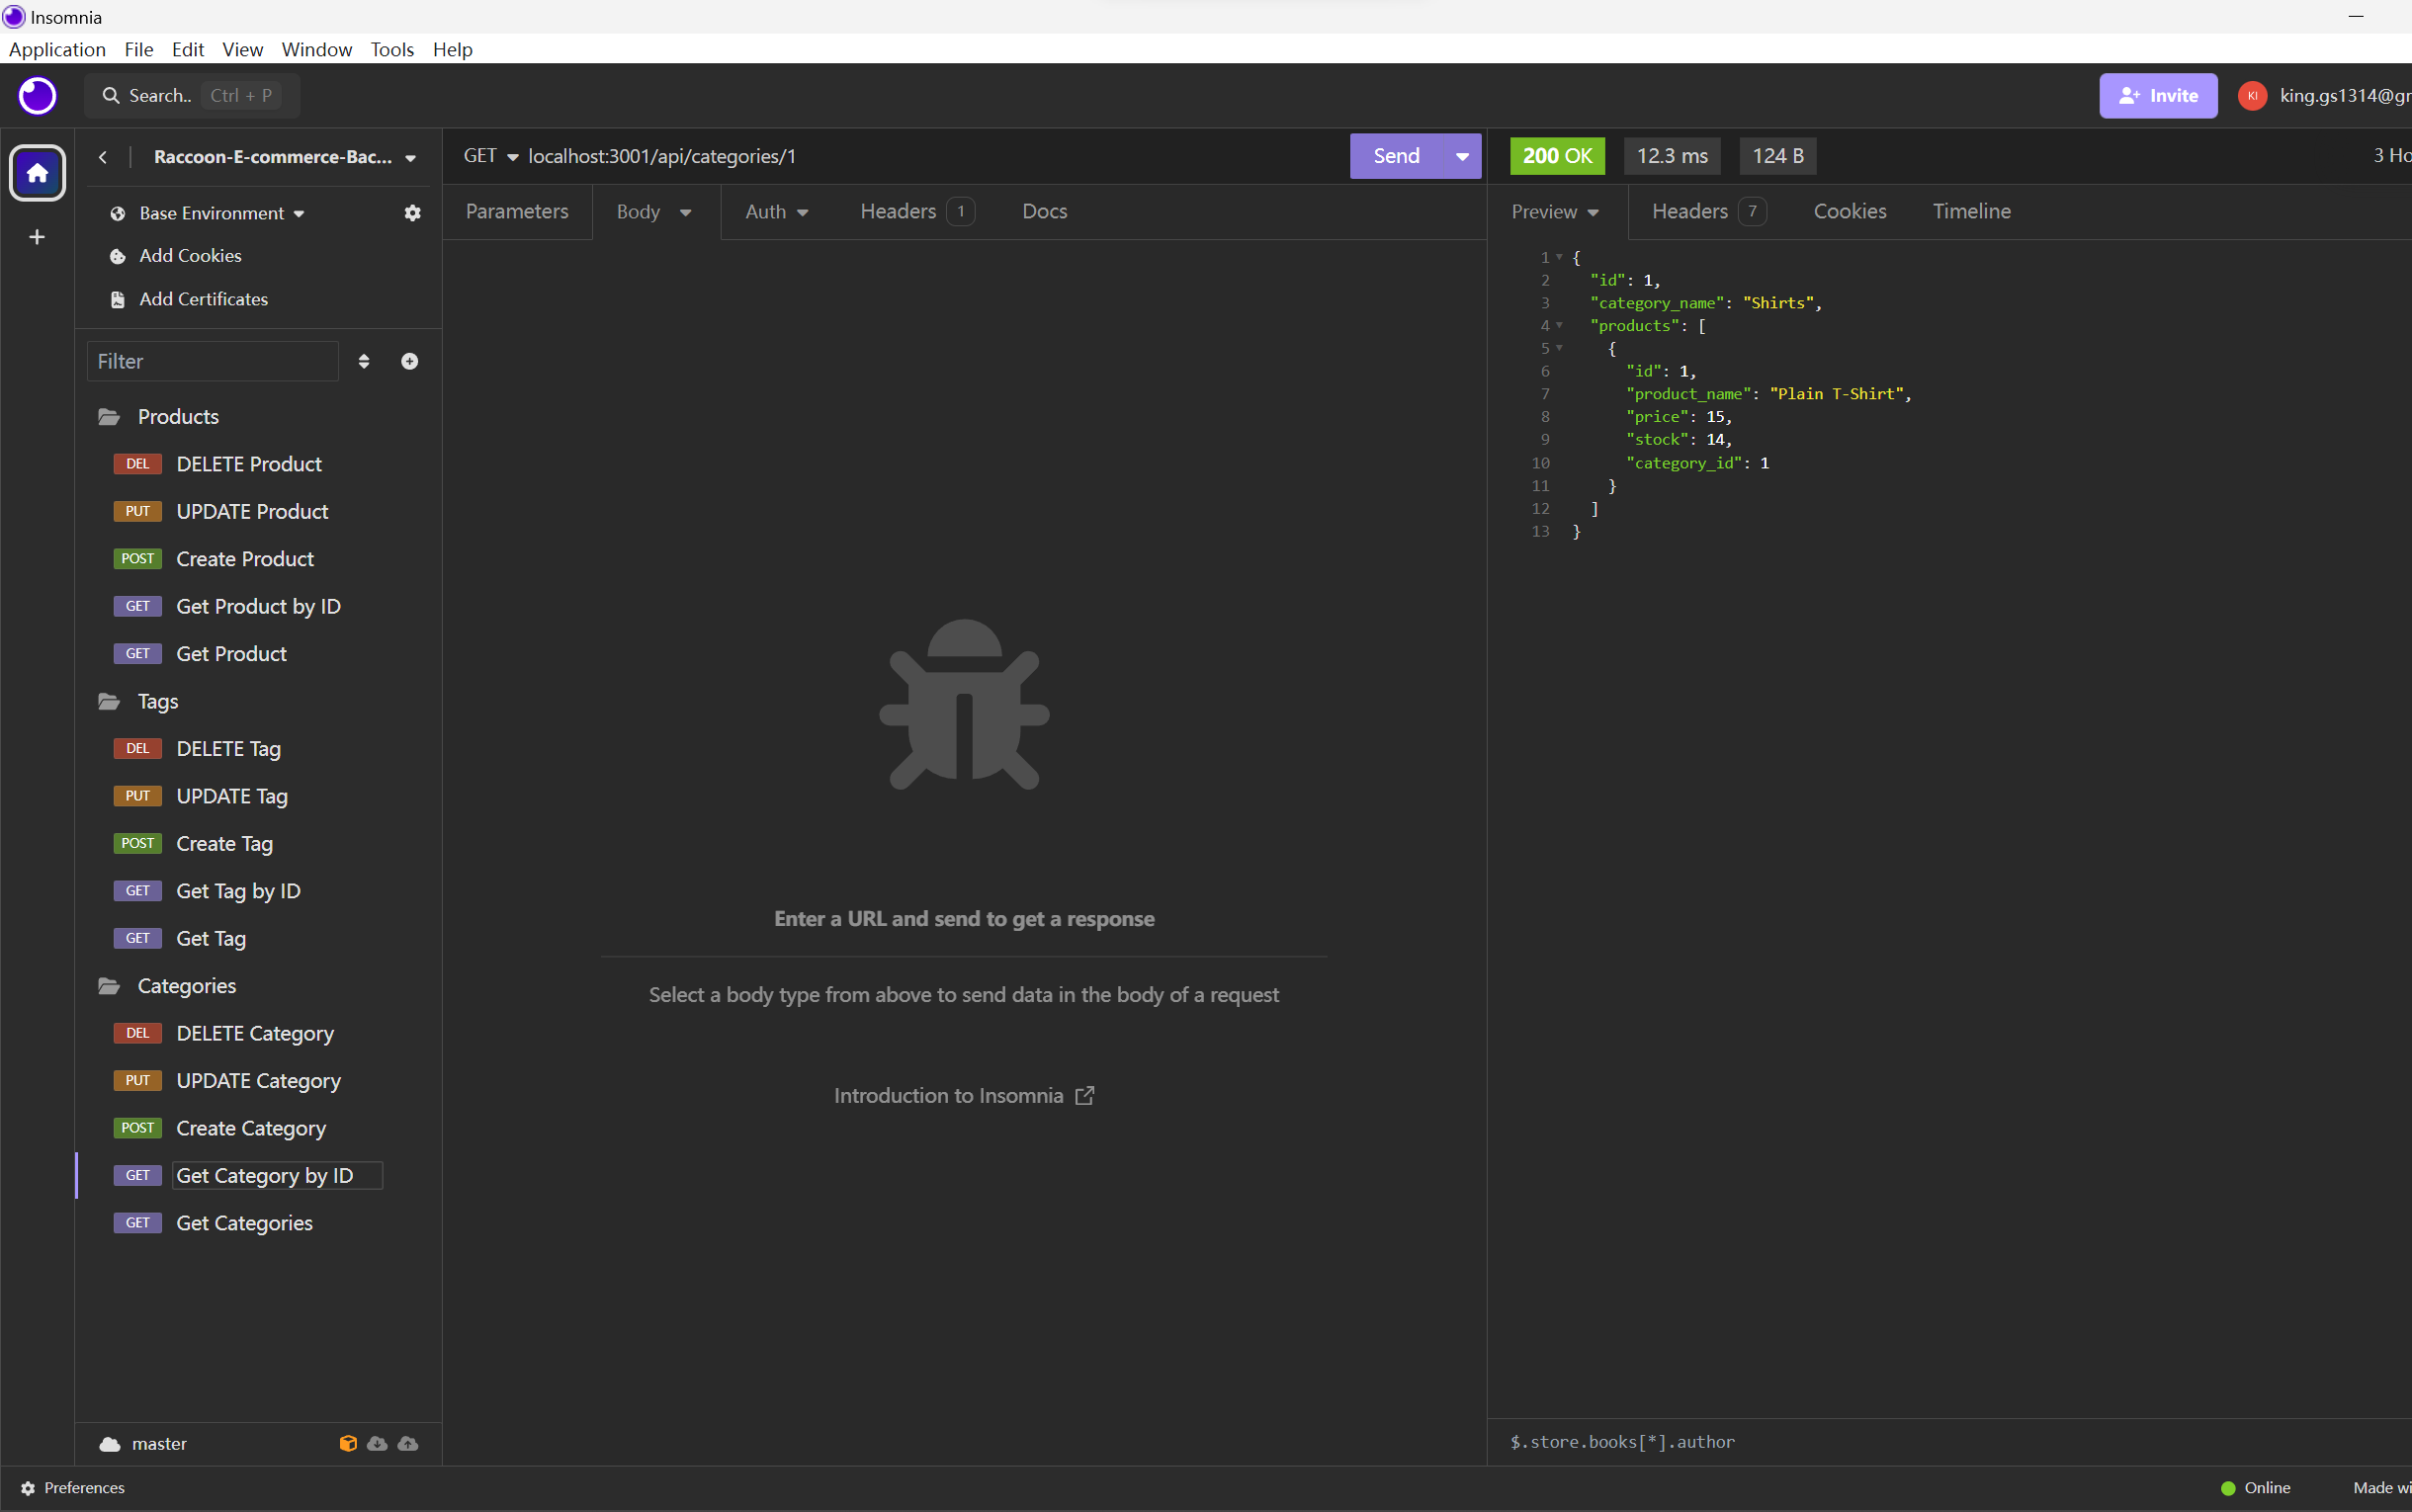 Insomnia
Application File Edit View Window Tools Help
Search.. Ctrl + P
Invite
KI
king.gs1314@gr
Raccoon-E-commerce-Bac...
Base Environment
Add Cookies
Add Certificates
Filter
Products
DEL DELETE Product
PUT UPDATE Product
POST Create Product
GET Get Product by ID
GET Get Product
Tags
DEL DELETE Tag
PUT UPDATE Tag
POST Create Tag
GET Get Tag by ID
GET Get Tag
Categories
DEL DELETE Category
PUT UPDATE Category
POST Create Category
GET Get Category by ID
GET Get Categories
master
GET localhost:3001/api/categories/1
Send
Parameters Body Auth Headers 1 Docs
Enter a URL and send to get a response
Select a body type from above to send data in the body of a request
Introduction to Insomnia
200 OK 12.3 ms 124 B 3 Ho
Preview Headers 7 Cookies Timeline
1 {
2 "id": 1,
3 "category_name": "Shirts",
4 "products": [
5 {
6 "id": 1,
7 "product_name": "Plain T-Shirt",
8 "price": 15,
9 "stock": 14,
10 "category_id": 1
11 }
12 ]
13 }
$.store.books[*].author
Preferences
Online
Made wi